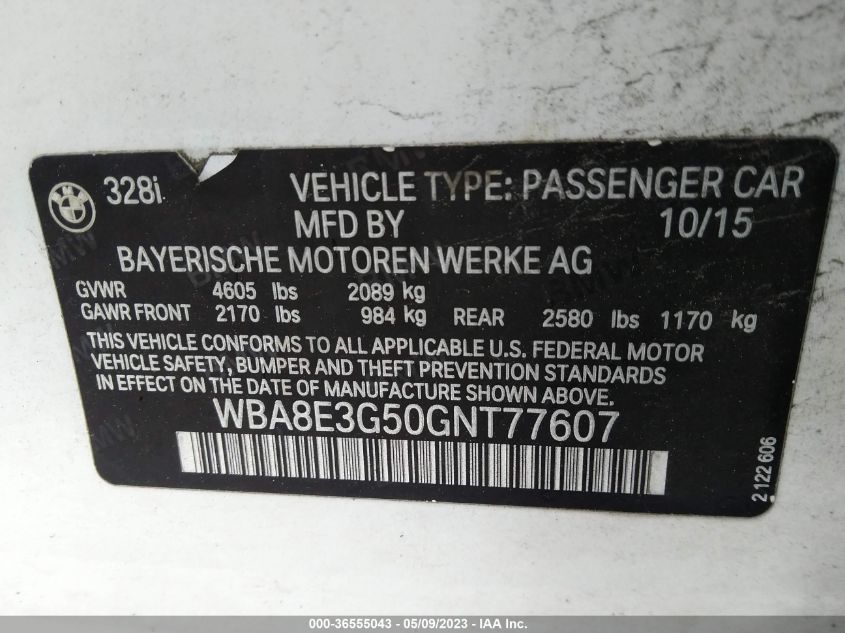 328i VEHICLE TYPE: PASSENGER CAR
MFD BY 10/15
BAYERISCHE MOTOREN WERKE AG
GVWR 4605 lbs 2089 kg
GAWR FRONT 2170 lbs 984 kg REAR 2580 lbs 1170 kg
THIS VEHICLE CONFORMS TO ALL APPLICABLE U.S. FEDERAL MOTOR
VEHICLE SAFETY, BUMPER AND THEFT PREVENTION STANDARDS
IN EFFECT ON THE DATE OF MANUFACTURE SHOWN ABOVE.
WBA8E3G50GNT77607
2122606
000-36555043 - 05/09/2023 - IAA Inc.